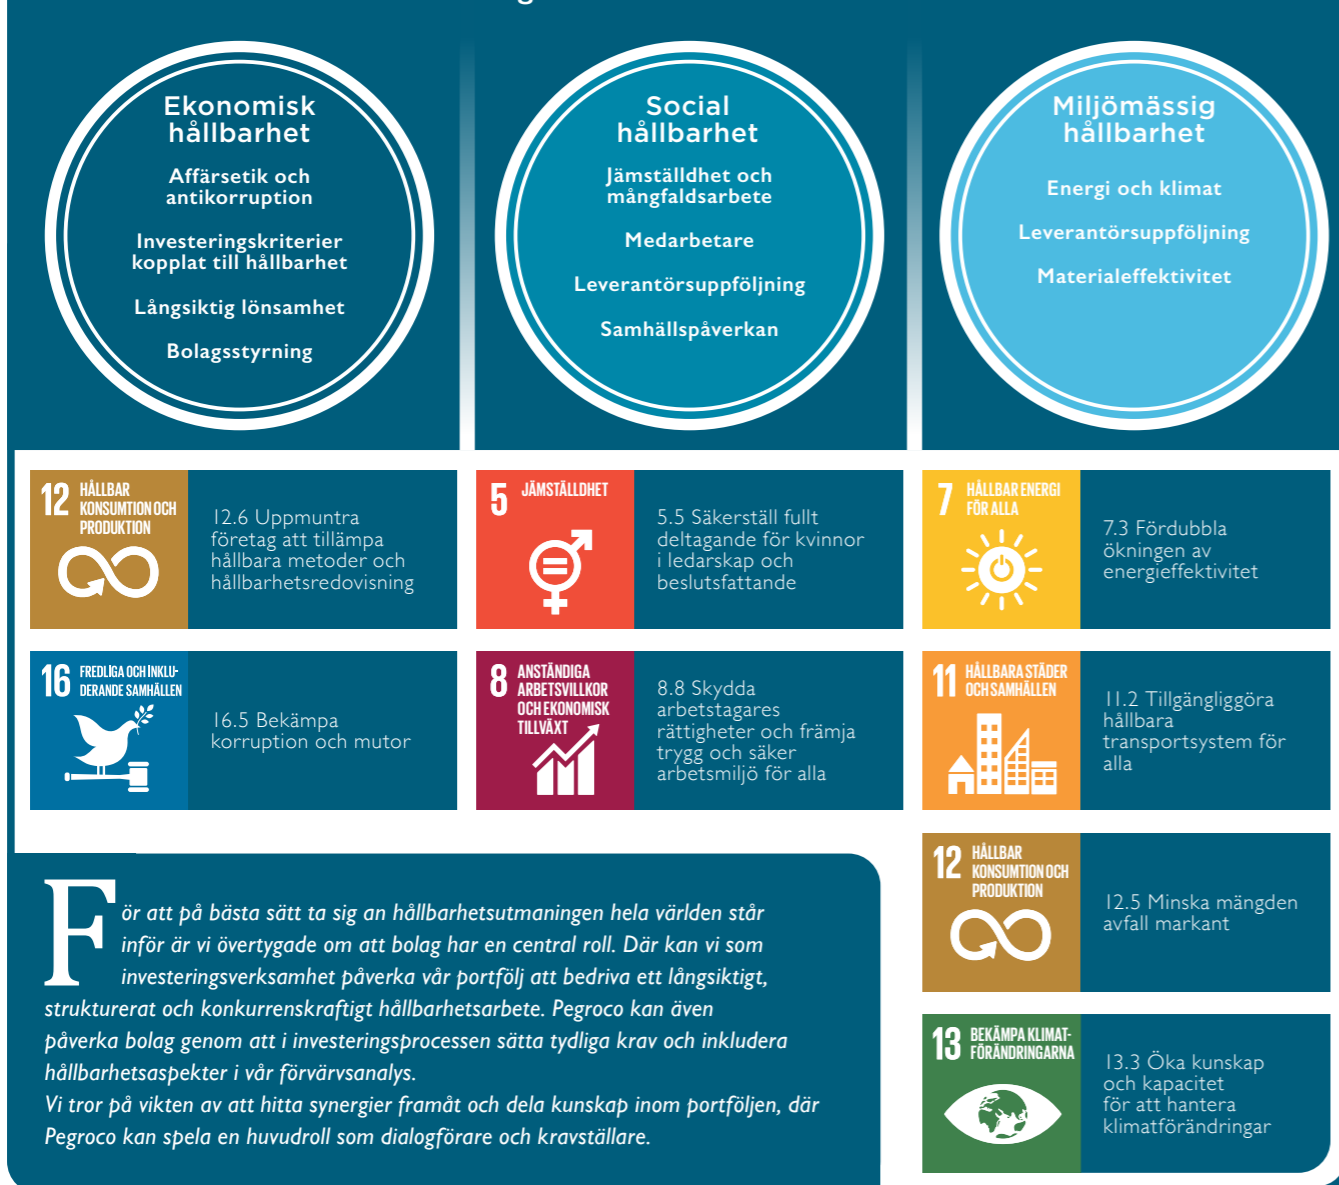 Ekonomisk
hållbarhet
Affärsetik och
antikorruption
Investeringskriterier
kopplat till hållbarhet
Långsiktig lönsamhet
Bolagsstyrning
Social
hållbarhet
Jämställdhet och
mångfaldsarbete
Medarbetare
Leverantörsuppföljning
Samhällspåverkan
Miljömässig
hållbarhet
Energi och klimat
Leverantörsuppföljning
Materialeffektivitet
12 HÅLLBAR
KONSUMTION OCH
PRODUKTION
12.6 Uppmuntra
företag att tillämpa
hållbara metoder och
hållbarhetsredovisning
16 FREDLIGA OCH INKLU-
DERANDE SAMHÄLLEN
16.5 Bekämpa
korruption och mutor
5 JÄMSTÄLLDHET
5.5 Säkerställ fullt
deltagande för kvinnor
i ledarskap och
beslutsfattande
8 ANSTÄNDIGA
ARBETSVILLKOR
OCH EKONOMISK
TILLVÄXT
8.8 Skydda
arbetstagares
rättigheter och främja
trygg och säker
arbetsmiljö för alla
7 HÅLLBAR ENERGI
FÖR ALLA
7.3 Fördubbla
ökningen av
energieffektivitet
11 HÅLLBARA STÄDER
OCH SAMHÄLLEN
11.2 Tillgängliggöra
hållbara
transportsystem för
alla
12 HÅLLBAR
KONSUMTION OCH
PRODUKTION
12.5 Minska mängden
avfall markant
13 BEKÄMPA KLIMAT-
FÖRÄNDRINGARNA
13.3 Öka kunskap
och kapacitet
för att hantera
klimatförändringar
För att på bästa sätt ta sig an hållbarhetsutmaningen hela världen står
inför är vi övertygade om att bolag har en central roll. Där kan vi som
investeringsverksamhet påverka vår portfölj att bedriva ett långsiktigt,
strukturerat och konkurrenskraftigt hållbarhetsarbete. Pegroco kan även
påverka bolag genom att i investeringsprocessen sätta tydliga krav och inkludera
hållbarhetsaspekter i vår förvärvsanalys.
Vi tror på vikten av att hitta synergier framåt och dela kunskap inom portföljen, där
Pegroco kan spela en huvudroll som dialogförare och kravställare.